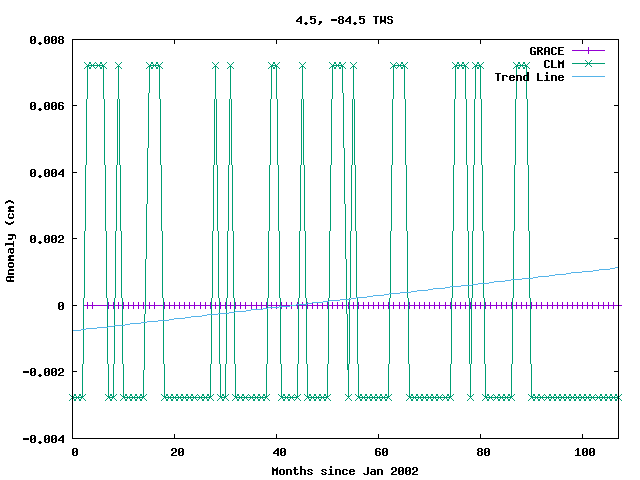 4.5, -84.5 TWS
GRACE
CLM
Trend Line
0.008
0.006
0.004
0.002
0
-0.002
-0.004
Anomaly (cm)
0 20 40 60 80 100
Months since Jan 2002